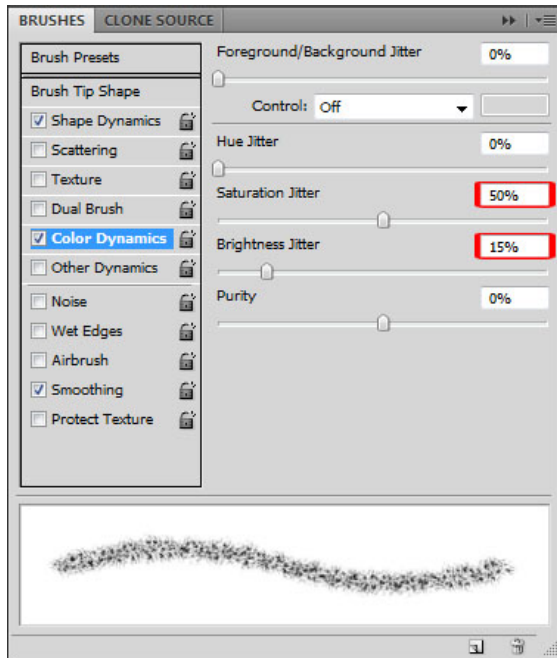 BRUSHES CLONE SOURCE
Brush Presets
Brush Tip Shape
Shape Dynamics
Scattering
Texture
Dual Brush
Color Dynamics
Other Dynamics
Noise
Wet Edges
Airbrush
Smoothing
Protect Texture
Foreground/Background Jitter 0%
Control: Off
Hue Jitter 0%
Saturation Jitter 50%
Brightness Jitter 15%
Purity 0%